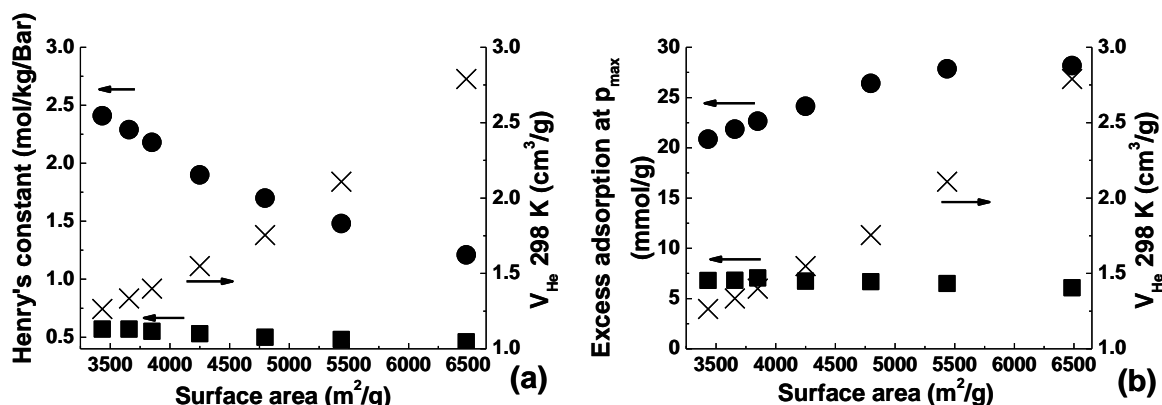 Henry's constant (mol/kg/Bar)
3.0
2.5
2.0
1.5
1.0
0.5
3500 4000 4500 5000 5500 6000 6500
Surface area (m²/g)
3.0
2.5
2.0
1.5
1.0
V_He 298 K (cm³/g)
(a)
Excess adsorption at p_max
(mmol/g)
30
25
20
15
10
5
0
3500 4000 4500 5000 5500 6000 6500
Surface area (m²/g)
3.0
2.5
2.0
1.5
1.0
V_He 298 K (cm³/g)
(b)